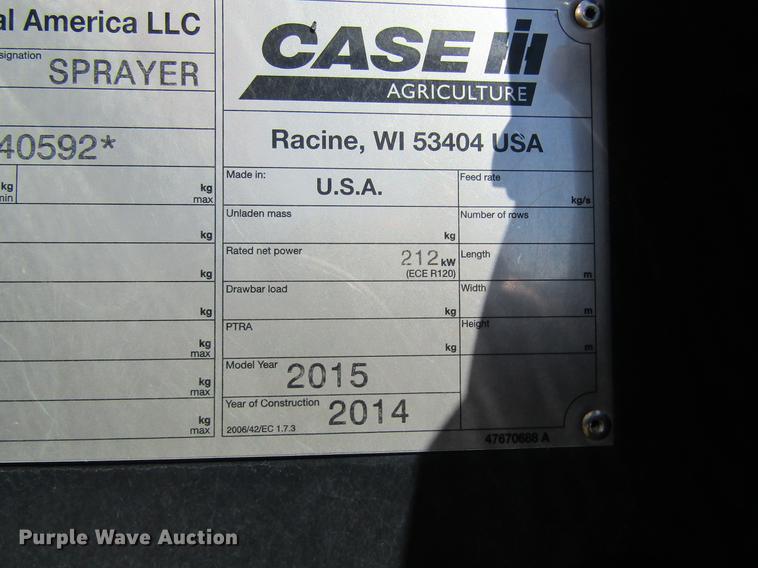 al America LLC
signation
SPRAYER
40592*
kg
min
kg
max
kg
kg
kg
kg
max
kg
max
kg
max
CASE IH
AGRICULTURE
Racine, WI 53404 USA
Made in:
U.S.A.
Feed rate
kg/s
Unladen mass
kg
Number of rows
Rated net power
212 kW
(ECE R120)
Length
m
Drawbar load
kg
Width
m
PTRA
kg
Height
m
Model Year
2015
Year of Construction
2014
2006/42/EC 1.7.3
47670688 A
Purple Wave Auction